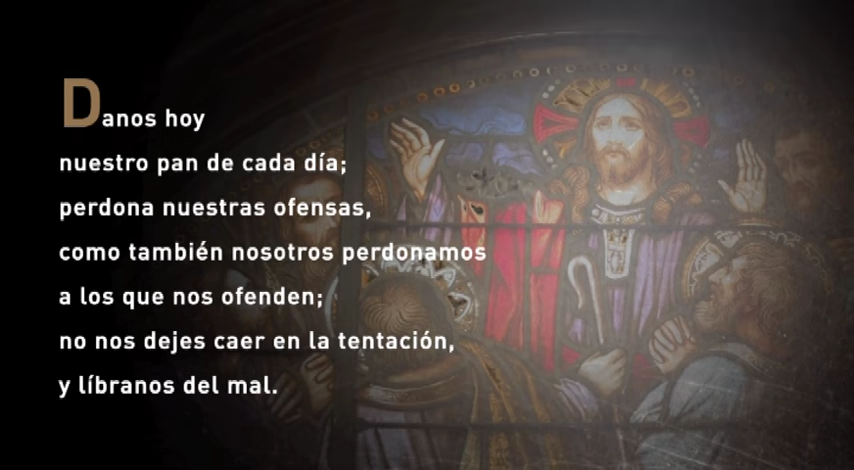 Danos hoy
nuestro pan de cada día;
perdona nuestras ofensas,
como también nosotros perdonamos
a los que nos ofenden;
no nos dejes caer en la tentación,
y líbranos del mal.